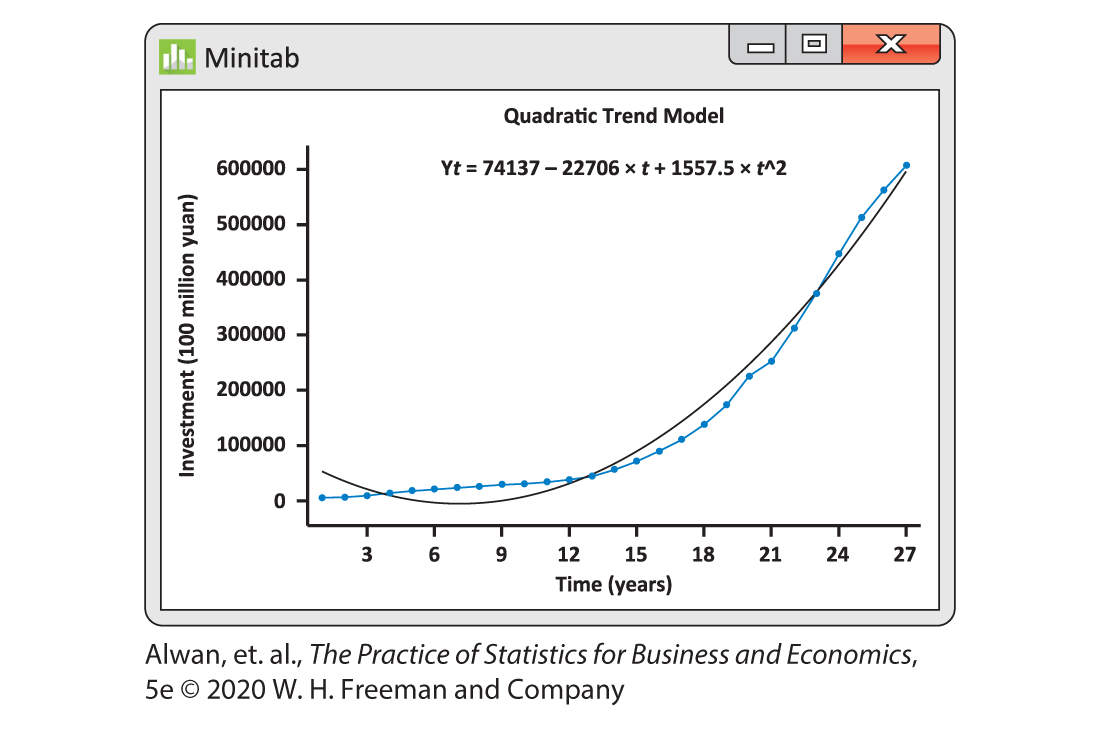 Minitab
Quadratic Trend Model
Yt = 74137 – 22706 × t + 1557.5 × t^2
Investment (100 million yuan)
600000
500000
400000
300000
200000
100000
0
3 6 9 12 15 18 21 24 27
Time (years)
Alwan, et. al., The Practice of Statistics for Business and Economics,
5e © 2020 W. H. Freeman and Company